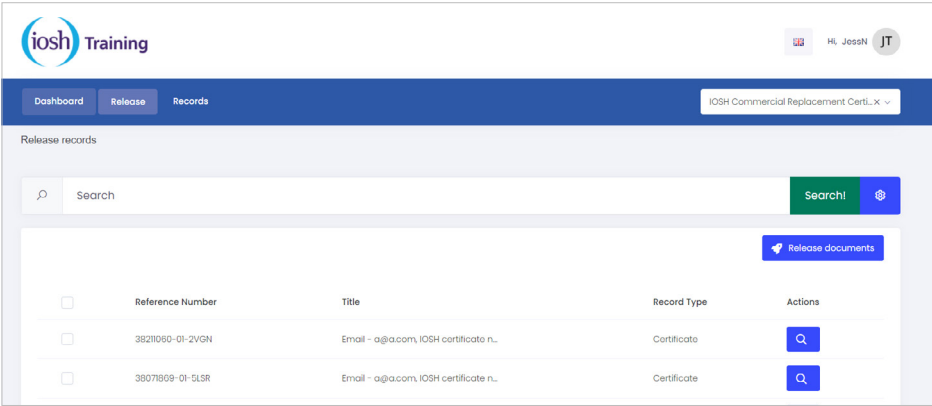 iosh Training
Hi, JessN JT
Dashboard Release Records IOSH Commercial Replacement Certi...
Release records
Search Search!
Release documents
Reference Number Title Record Type Actions
38211060-01-2VGN Email - a@a.com, IOSH certificate n... Certificate
38071869-01-5LSR Email - a@a.com, IOSH certificate n... Certificate